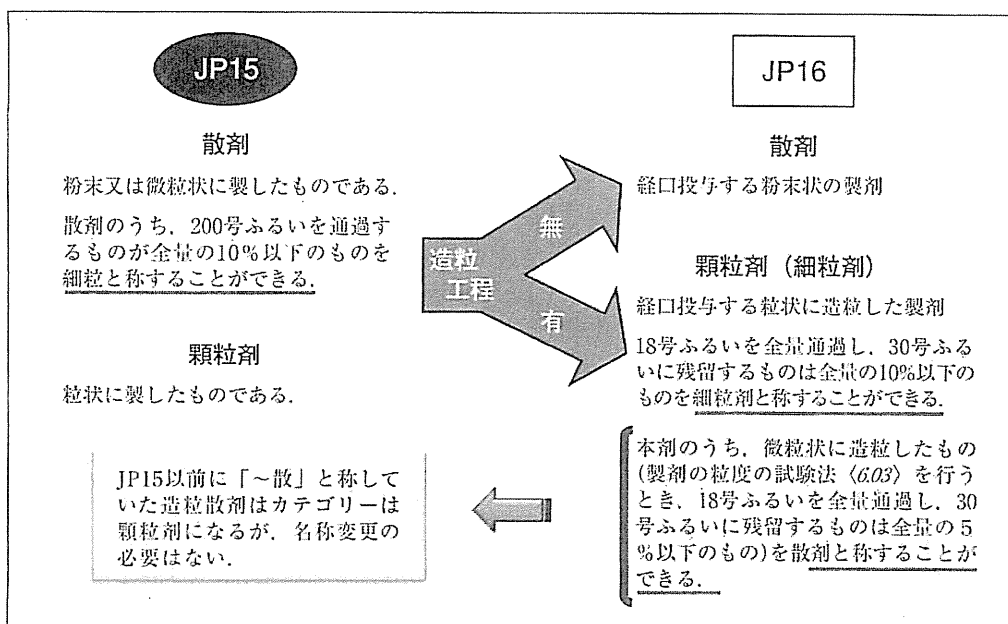 JP15
散剤
粉末又は微粒状に製したものである.
散剤のうち, 200号ふるいを通過す
るものが全量の10%以下のものを
細粒と称することができる.
顆粒剤
粒状に製したものである.
JP15以前に「～散」と称して
いた造粒散剤はカテゴリーは
顆粒剤になるが, 名称変更の
必要はない.
造粒
工程
無
有
JP16
散剤
経口投与する粉末状の製剤
顆粒剤（細粒剤）
経口投与する粒状に造粒した製剤
18号ふるいを全量通過し, 30号ふる
いに残留するものは全量の10%以下の
ものを細粒剤と称することができる.
本剤のうち, 微粒状に造粒したもの
(製剤の粒度の試験法〈6.03〉を行う
とき, 18号ふるいを全量通過し, 30
号ふるいに残留するものは全量の5
%以下のもの)を散剤と称することが
できる.